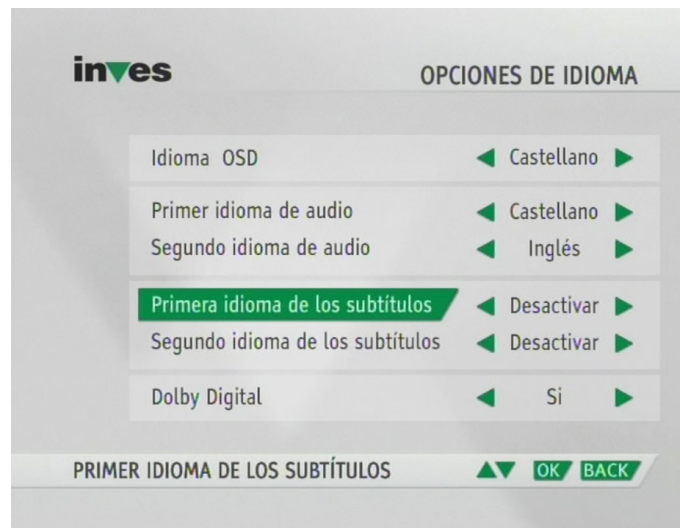 inves
OPCIONES DE IDIOMA
Idioma OSD Castellano
Primer idioma de audio Castellano
Segundo idioma de audio Inglés
Primera idioma de los subtítulos Desactivar
Segundo idioma de los subtítulos Desactivar
Dolby Digital Si
PRIMER IDIOMA DE LOS SUBTÍTULOS OK BACK